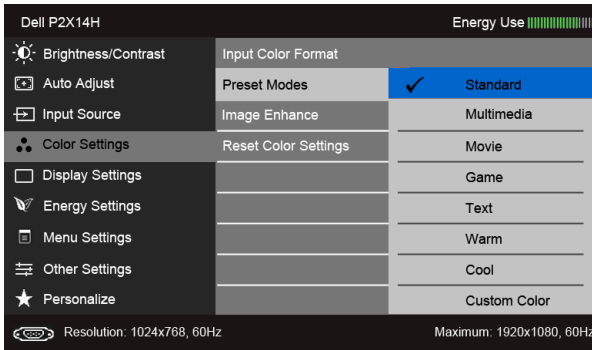 Dell P2X14H
Energy Use
Brightness/Contrast
Auto Adjust
Input Source
Color Settings
Display Settings
Energy Settings
Menu Settings
Other Settings
Personalize
Input Color Format
Preset Modes
Image Enhance
Reset Color Settings
Standard
Multimedia
Movie
Game
Text
Warm
Cool
Custom Color
Resolution: 1024x768, 60Hz
Maximum: 1920x1080, 60Hz